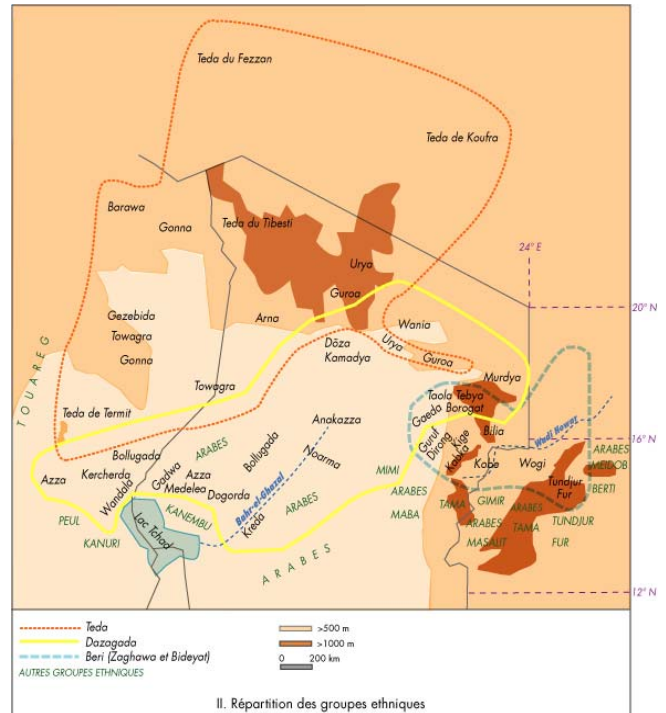 Teda du Fezzan
Teda de Koufra
Barawa
Gonna
Teda du Tibesti
24° E
Urya
Guroa
20° N
Gezebida
Towagra
Gonna
Arna
Wania
Dōza
Kamadya
Urya
Guroa
TOUAREG
Towagra
Murdya
Teda de Termit
Taola Tebya
Gaeda Borogat
Anakazza
Bilia
Wadi Howar
16° N
Bollugada
ARABES
Bollugada
Guruf
Dirong
Kige
Kabka
Kobe
Wogi
ARABES
MEIDOB
Azza
Kercherda
Wandala
Gadwa
Azza
Medelea
Dogorda
Noarma
MIMI
Tundjur
Fur
BERTI
PEUL
KANURI
KANEMBU
Bahr-el-Ghazal
Kreda
ARABES
ARABES
MABA
TAMA
GIMIR
ARABES
MASALIT
ARABES
TAMA
TUNDJUR
FUR
Lac Tchad
ARABES
12° N
Teda
Dazagada
Beri (Zaghawa et Bideyat)
AUTRES GROUPES ETHNIQUES
>500 m
>1000 m
0 200 km
II. Répartition des groupes ethniques